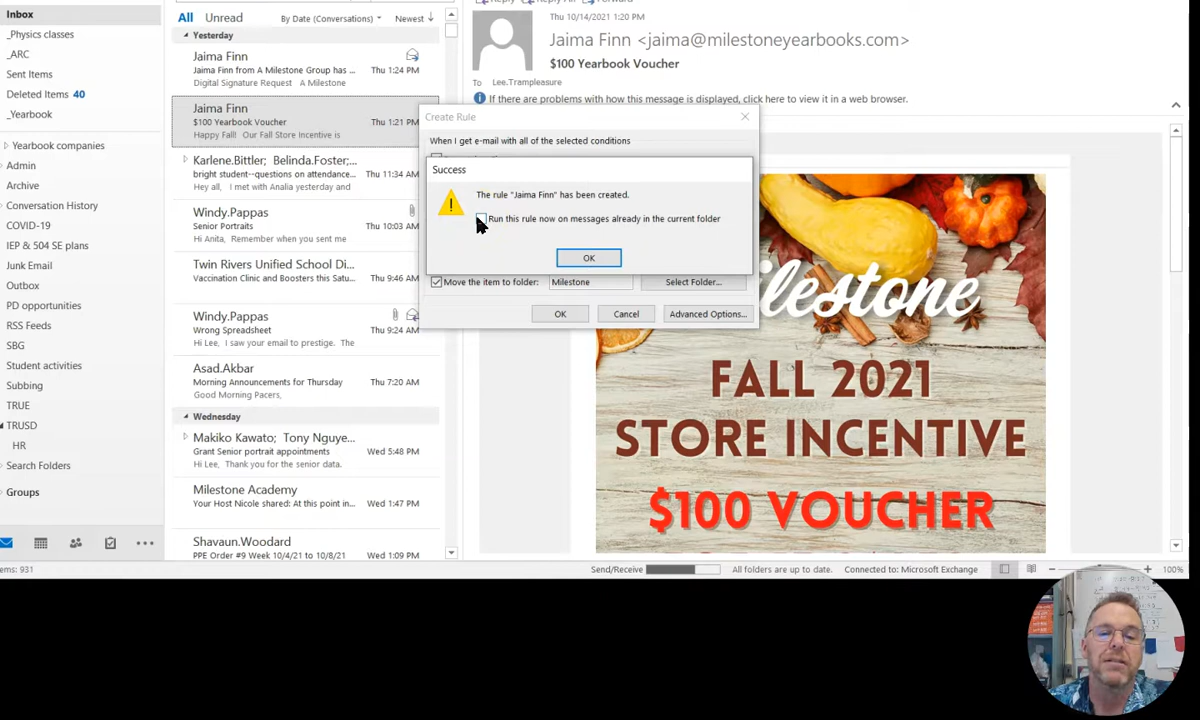 Inbox
_Physics classes
_ARC
Sent Items
Deleted Items 40
_Yearbook
Yearbook companies
Admin
Archive
Conversation History
COVID-19
IEP & 504 SE plans
Junk Email
Outbox
PD opportunities
RSS Feeds
SBG
Student activities
Subbing
TRUE
TRUSD
HR
Search Folders
Groups
All Unread By Date (Conversations) Newest
Yesterday
Jaima Finn
Jaima Finn from A Milestone Group has ... Thu 1:24 PM
Digital Signature Request A Milestone
Jaima Finn
$100 Yearbook Voucher Thu 1:21 PM
Happy Fall! Our Fall Store Incentive is
Karlene.Bittler; Belinda.Foster;...
bright student--questions on attendance... Thu 11:34 AM
Hey all, I met with Analia yesterday and
Windy.Pappas
Senior Portraits Thu 10:03 AM
Hi Anita, Remember when you sent me
Twin Rivers Unified School Di...
Vaccination Clinic and Boosters this Satu... Thu 9:46 AM
Windy.Pappas
Wrong Spreadsheet Thu 9:24 AM
Hi Lee, I saw your email to prestige. The
Asad.Akbar
Morning Announcements for Thursday Thu 7:20 AM
Good Morning Pacers,
Wednesday
Makiko Kawato; Tony Nguye...
Grant Senior portrait appointments Wed 5:48 PM
Hi Lee, Thank you for the senior data.
Milestone Academy
Your Host Nicole shared: At this point in... Wed 1:47 PM
Shavaun.Woodard
PPE Order #9 Week 10/4/21 to 10/8/21 Wed 1:09 PM
Reply Reply All Forward
Thu 10/14/2021 1:20 PM
Jaima Finn <jaima@milestoneyearbooks.com>
$100 Yearbook Voucher
To Lee.Trampleasure
If there are problems with how this message is displayed, click here to view it in a web browser.
Create Rule
When I get e-mail with all of the selected conditions
Success
The rule "Jaima Finn" has been created.
Run this rule now on messages already in the current folder
OK
Move the item to folder: Milestone Select Folder...
OK Cancel Advanced Options...
ilestone
FALL 2021
STORE INCENTIVE
$100 VOUCHER
ems: 931 Send/Receive All folders are up to date. Connected to: Microsoft Exchange 100%